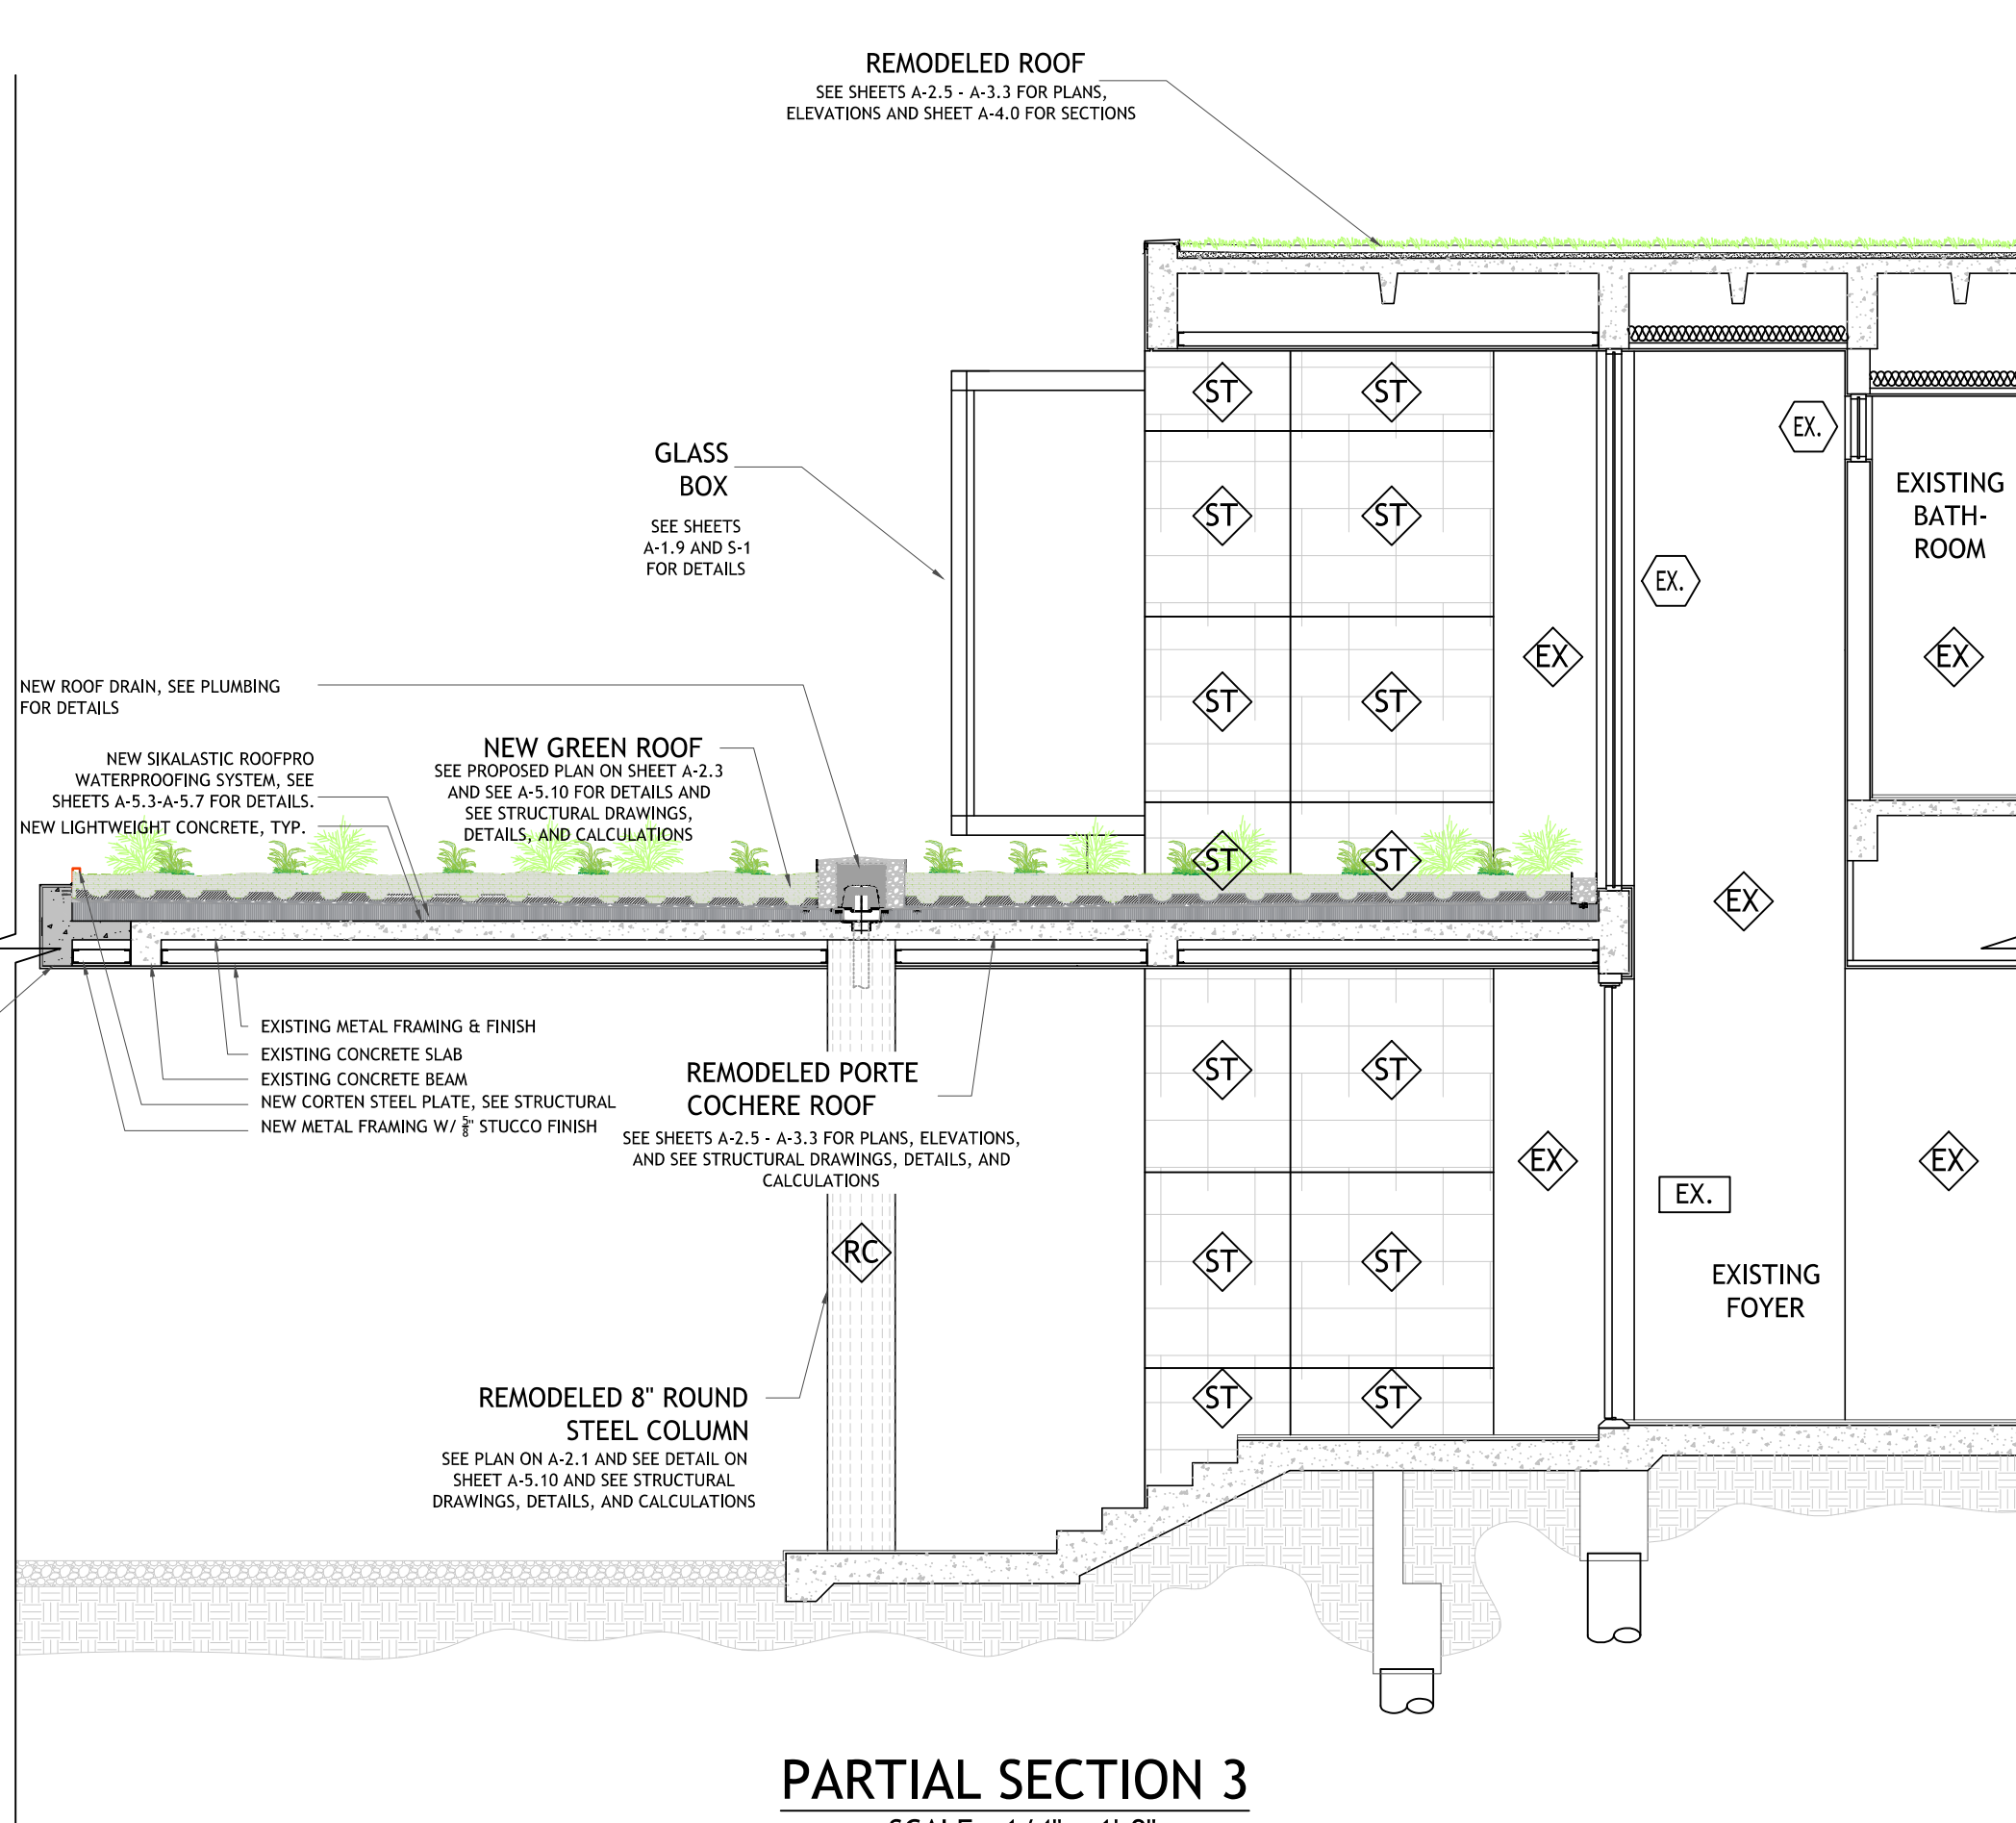 REMODELED ROOF
SEE SHEETS A-2.5 - A-3.3 FOR PLANS,
ELEVATIONS AND SHEET A-4.0 FOR SECTIONS
ST
ST
GLASS
BOX
SEE SHEETS
A-1.9 AND S-1
FOR DETAILS
EX.
EXISTING
BATH-
ROOM
ST
ST
EX.
EX
EX
NEW ROOF DRAIN, SEE PLUMBING
FOR DETAILS
ST
ST
NEW SIKALASTIC ROOFPRO
WATERPROOFING SYSTEM, SEE
SHEETS A-5.3-A-5.7 FOR DETAILS.
NEW LIGHTWEIGHT CONCRETE, TYP.
NEW GREEN ROOF
SEE PROPOSED PLAN ON SHEET A-2.3
AND SEE A-5.10 FOR DETAILS AND
SEE STRUCTURAL DRAWINGS,
DETAILS, AND CALCULATIONS
ST
ST
EX
EXISTING METAL FRAMING & FINISH
EXISTING CONCRETE SLAB
EXISTING CONCRETE BEAM
NEW CORTEN STEEL PLATE, SEE STRUCTURAL
NEW METAL FRAMING W/ 5/8" STUCCO FINISH
REMODELED PORTE
COCHERE ROOF
SEE SHEETS A-2.5 - A-3.3 FOR PLANS, ELEVATIONS,
AND SEE STRUCTURAL DRAWINGS, DETAILS, AND
CALCULATIONS
ST
ST
EX
EX
EX.
RC
ST
ST
EXISTING
FOYER
REMODELED 8" ROUND
STEEL COLUMN
SEE PLAN ON A-2.1 AND SEE DETAIL ON
SHEET A-5.10 AND SEE STRUCTURAL
DRAWINGS, DETAILS, AND CALCULATIONS
ST
ST
PARTIAL SECTION 3